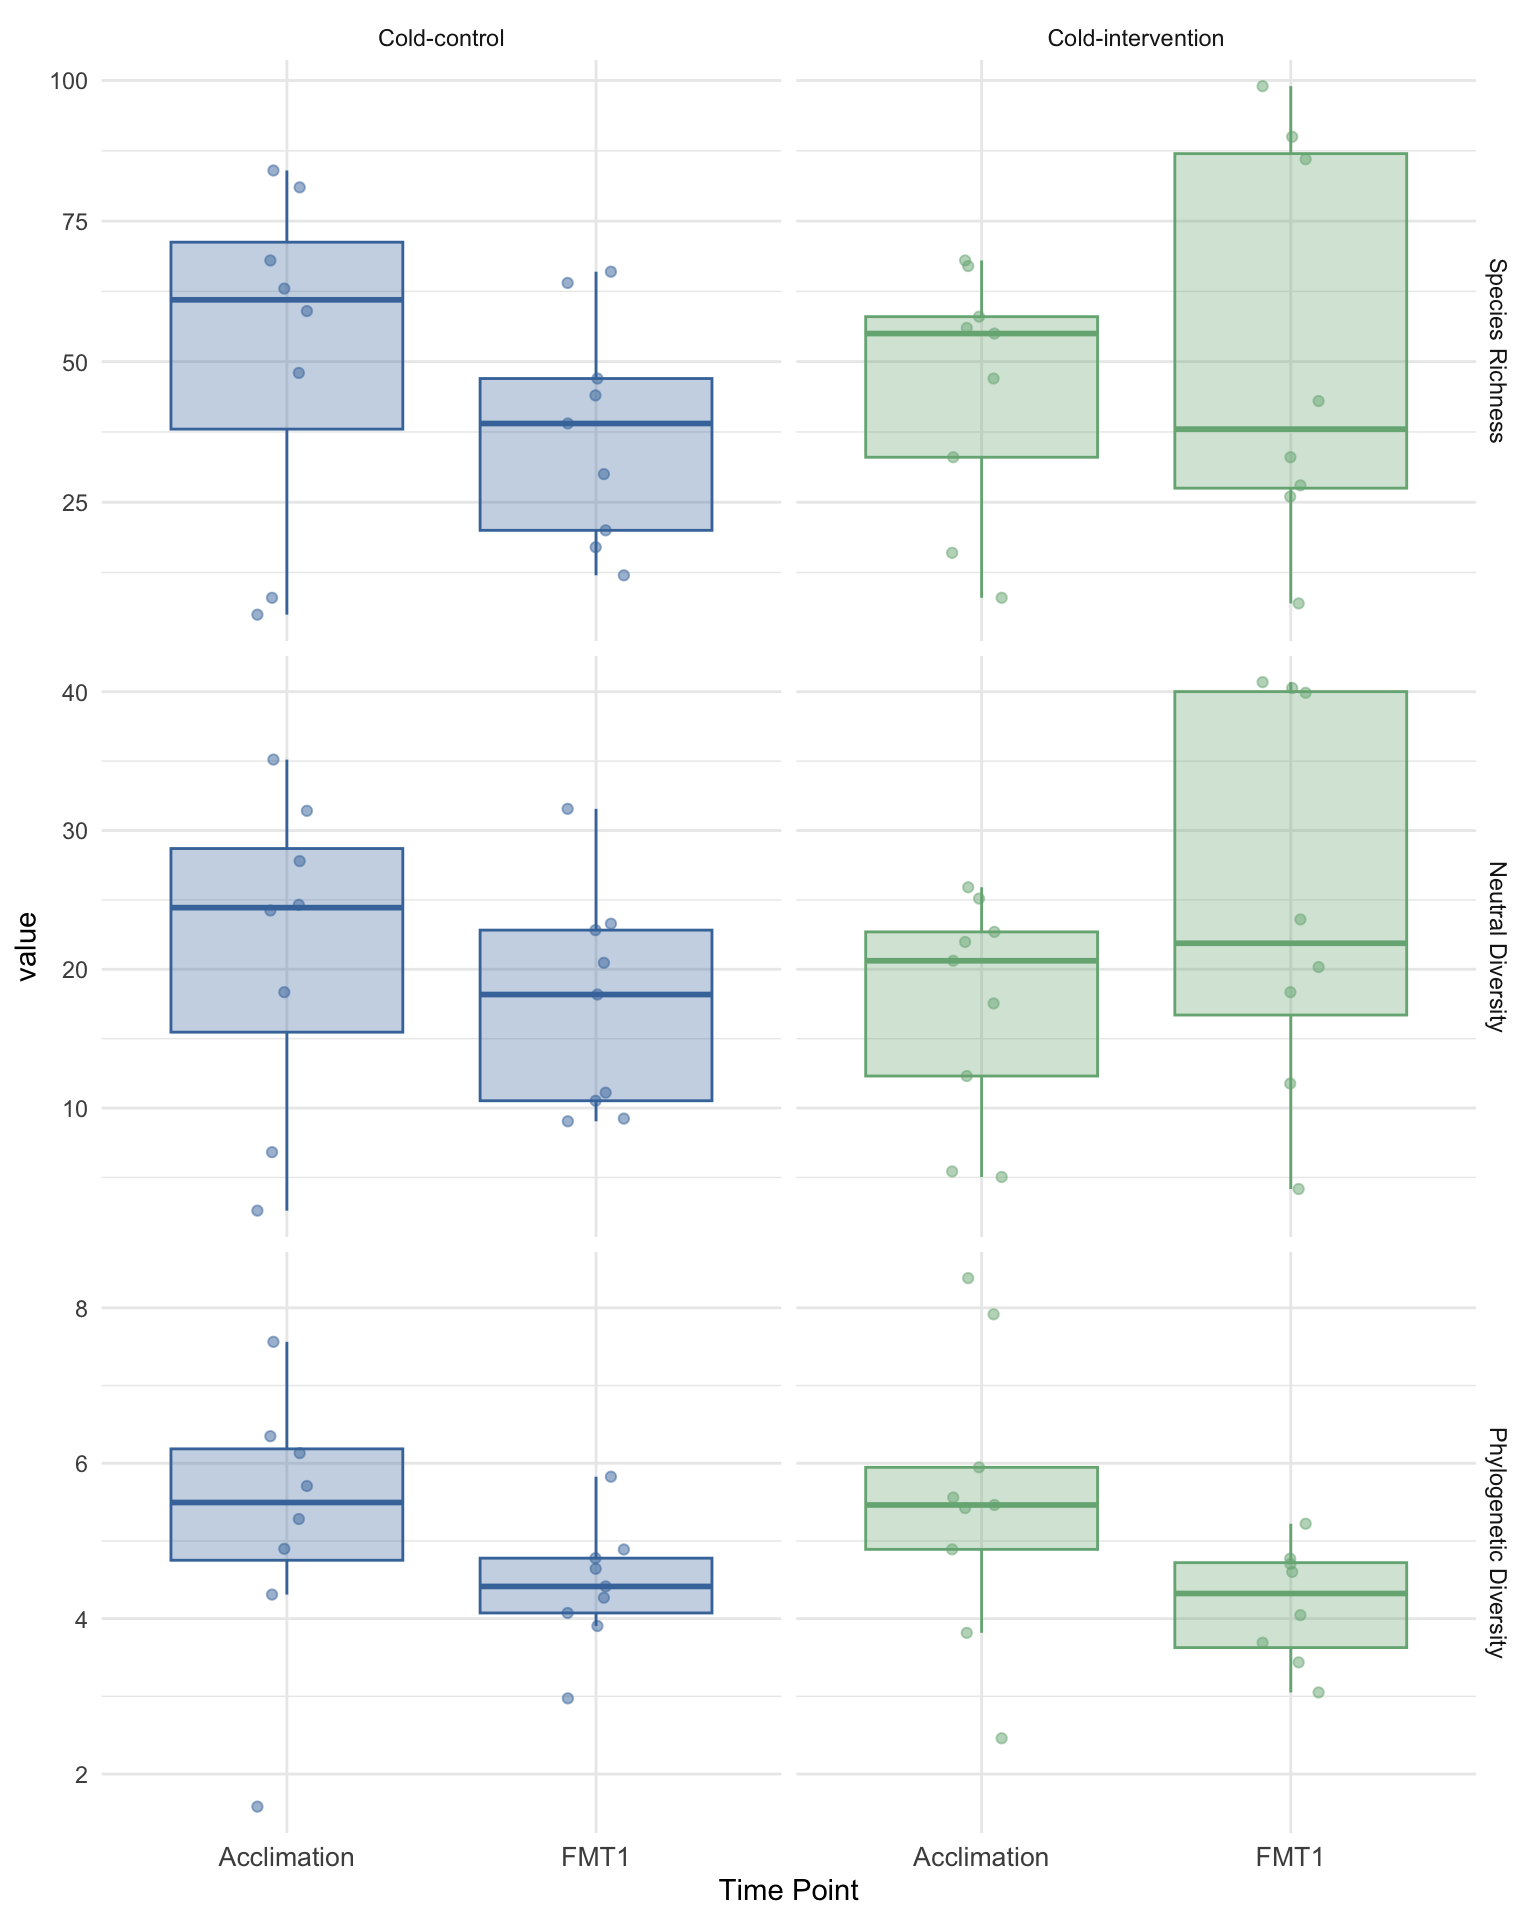 Cold-control
Cold-intervention
100
75
50
25
Species Richness
40
30
20
10
Neutral Diversity
8
6
4
2
Phylogenetic Diversity
value
Acclimation
FMT1
Acclimation
FMT1
Time Point